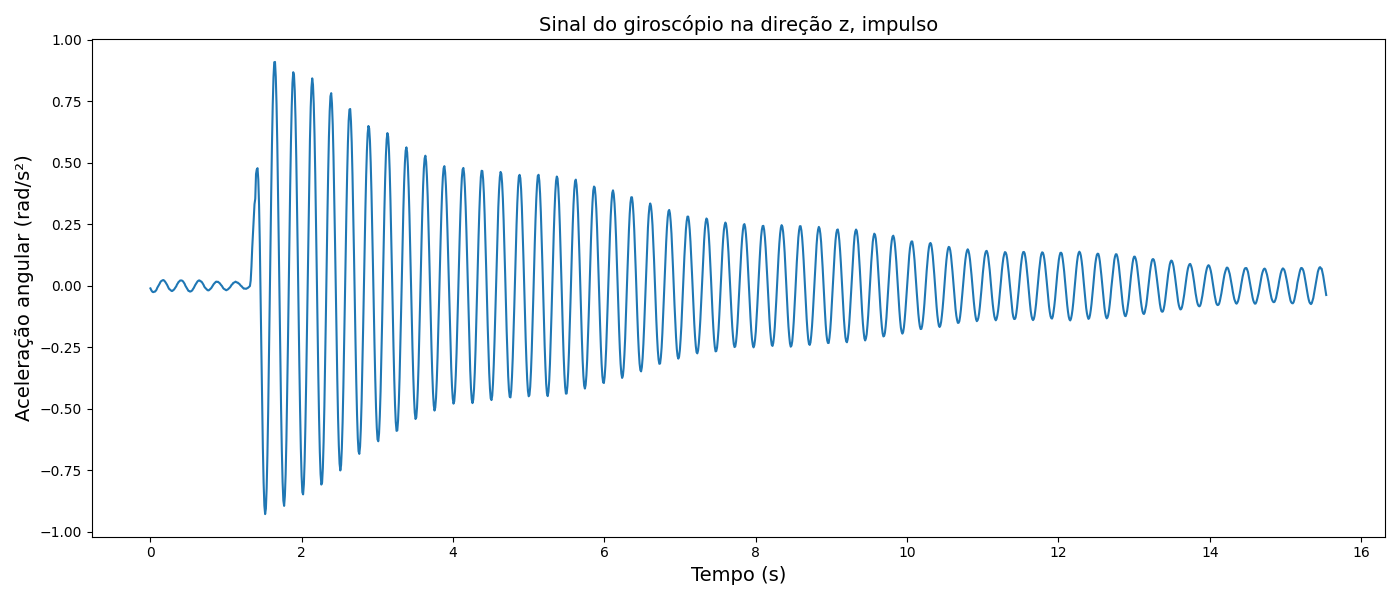 Sinal do giroscópio na direção z, impulso
Aceleração angular (rad/s²)
1.00
0.75
0.50
0.25
0.00
−0.25
−0.50
−0.75
−1.00
0 2 4 6 8 10 12 14 16
Tempo (s)